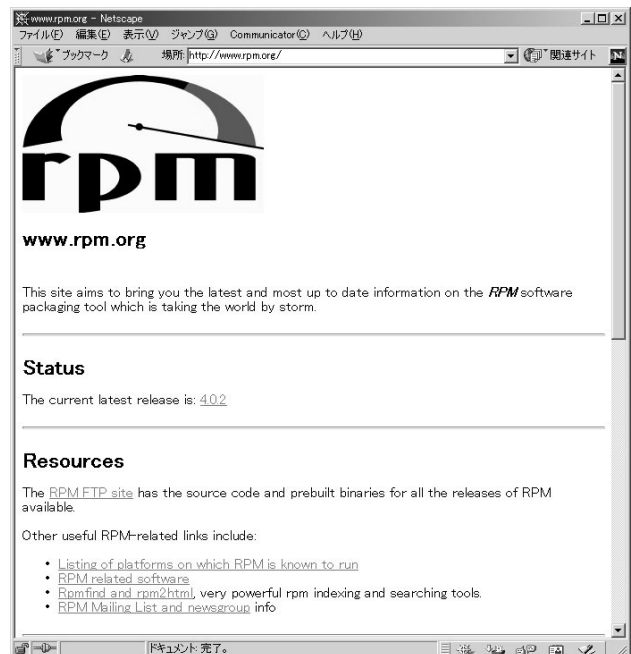 www.rpm.org - Netscape
ファイル(F) 編集(E) 表示(V) ジャンプ(G) Communicator(C) ヘルプ(H)
ブックマーク 場所: http://www.rpm.org/ 関連サイト N
rpm
www.rpm.org
This site aims to bring you the latest and most up to date information on the RPM software
packaging tool which is taking the world by storm.
Status
The current latest release is: 4.0.2
Resources
The RPM FTP site has the source code and prebuilt binaries for all the releases of RPM
available.
Other useful RPM-related links include:
• Listing of platforms on which RPM is known to run
• RPM related software
• Rpmfind and rpm2html, very powerful rpm indexing and searching tools.
• RPM Mailing List and newsgroup info
ドキュメント: 完了。